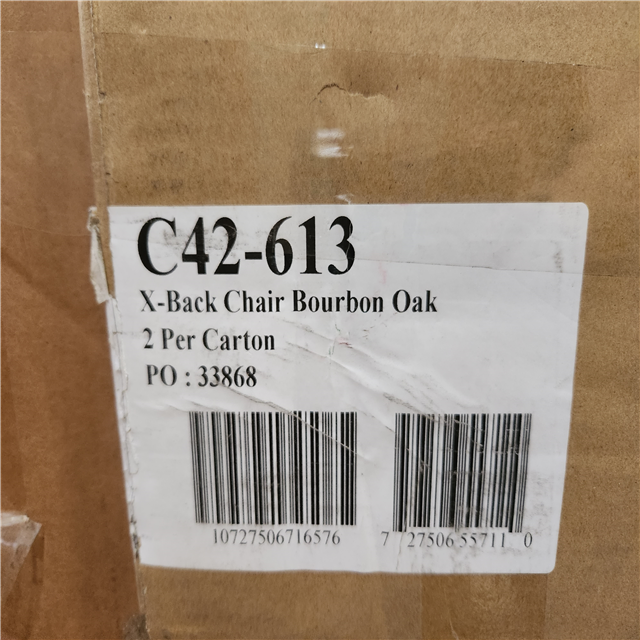 C42-613
X-Back Chair Bourbon Oak
2 Per Carton
PO : 33868
10727506716576
7 27506 55711 0